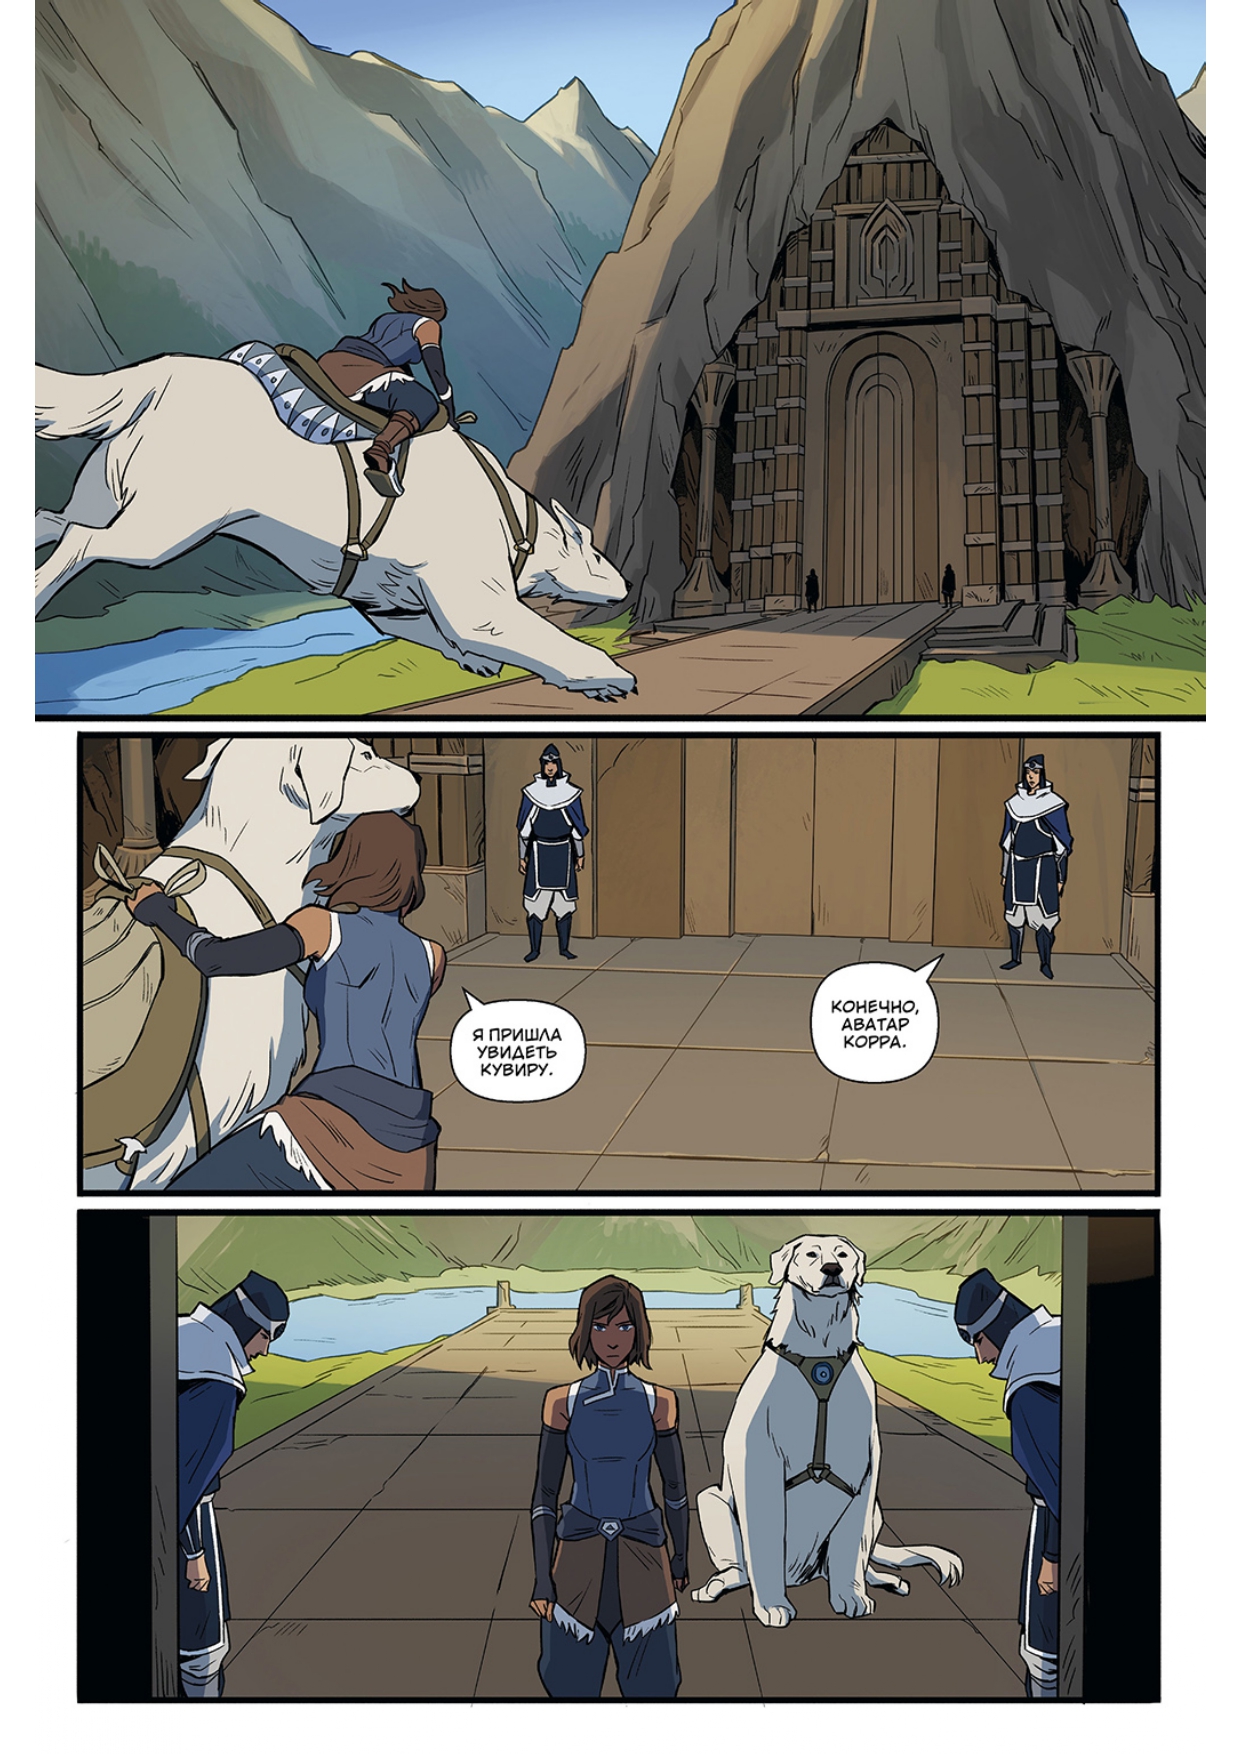 Я ПРИШЛА
УВИДЕТЬ
КУВИРУ.
КОНЕЧНО,
АВАТАР
КОРРА.